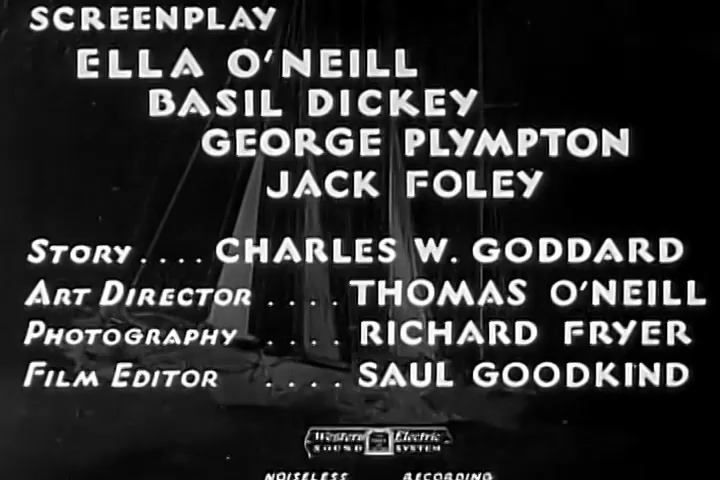 SCREENPLAY
ELLA O'NEILL
BASIL DICKEY
GEORGE PLYMPTON
JACK FOLEY
STORY .... CHARLES W. GODDARD
ART DIRECTOR .... THOMAS O'NEILL
PHOTOGRAPHY .... RICHARD FRYER
FILM EDITOR .... SAUL GOODKIND
Western Electric
SOUND SYSTEM
NOISELESS RECORDING